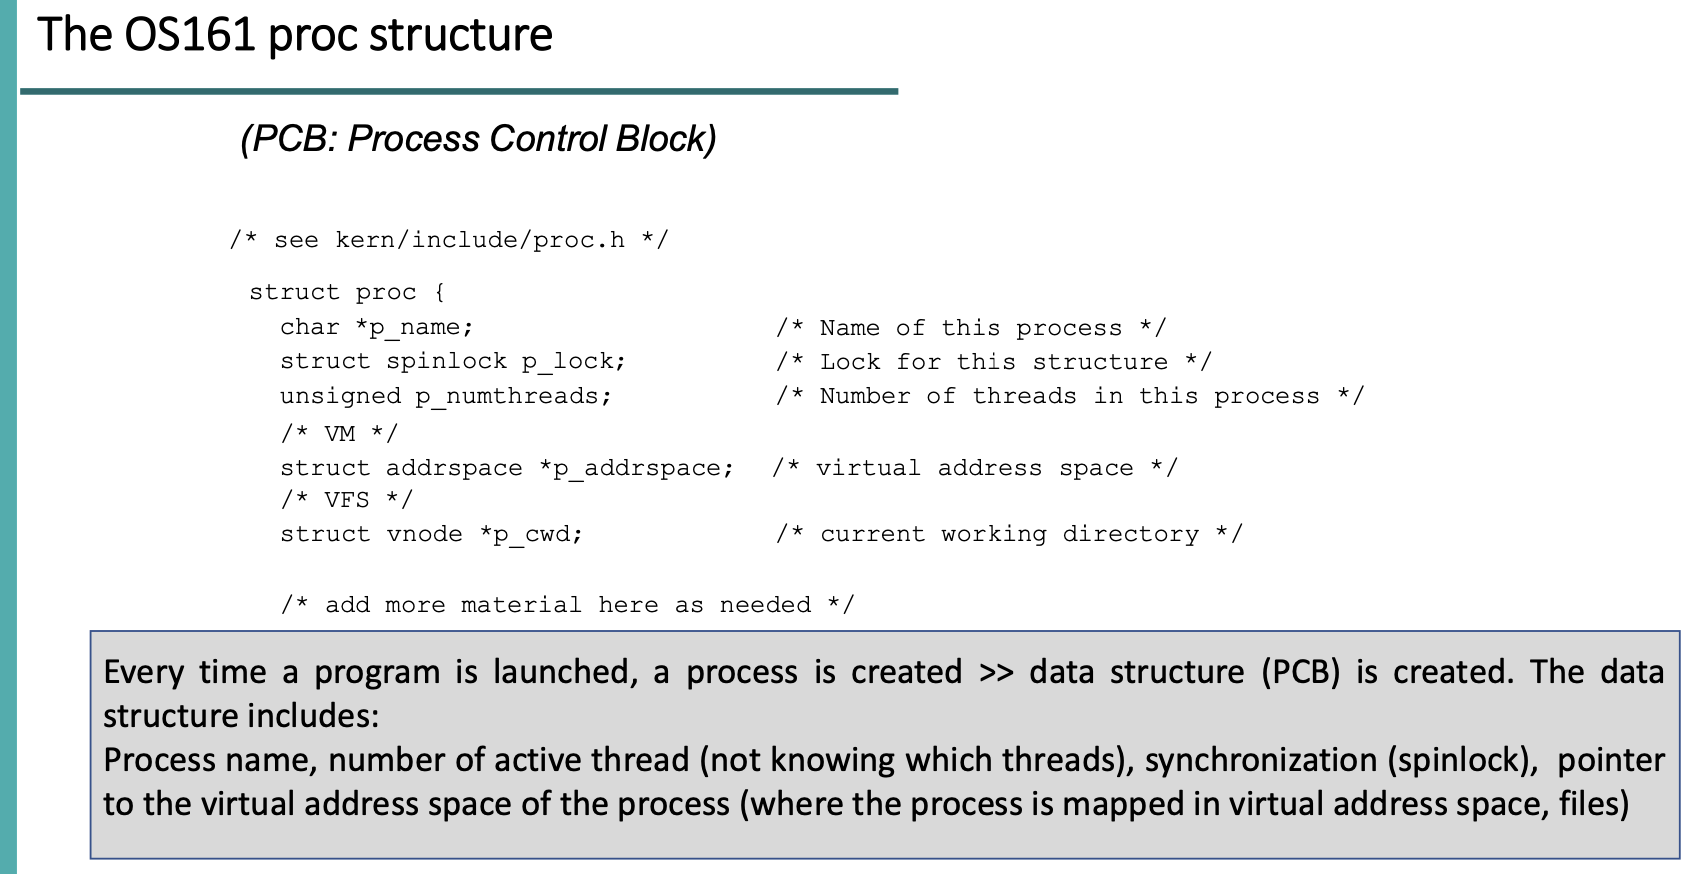 The OS161 proc structure
(PCB: Process Control Block)
/* see kern/include/proc.h */
struct proc {
char *p_name; /* Name of this process */
struct spinlock p_lock; /* Lock for this structure */
unsigned p_numthreads; /* Number of threads in this process */
/* VM */
struct addrspace *p_addrspace; /* virtual address space */
/* VFS */
struct vnode *p_cwd; /* current working directory */
/* add more material here as needed */
Every time a program is launched, a process is created >> data structure (PCB) is created. The data
structure includes:
Process name, number of active thread (not knowing which threads), synchronization (spinlock), pointer
to the virtual address space of the process (where the process is mapped in virtual address space, files)